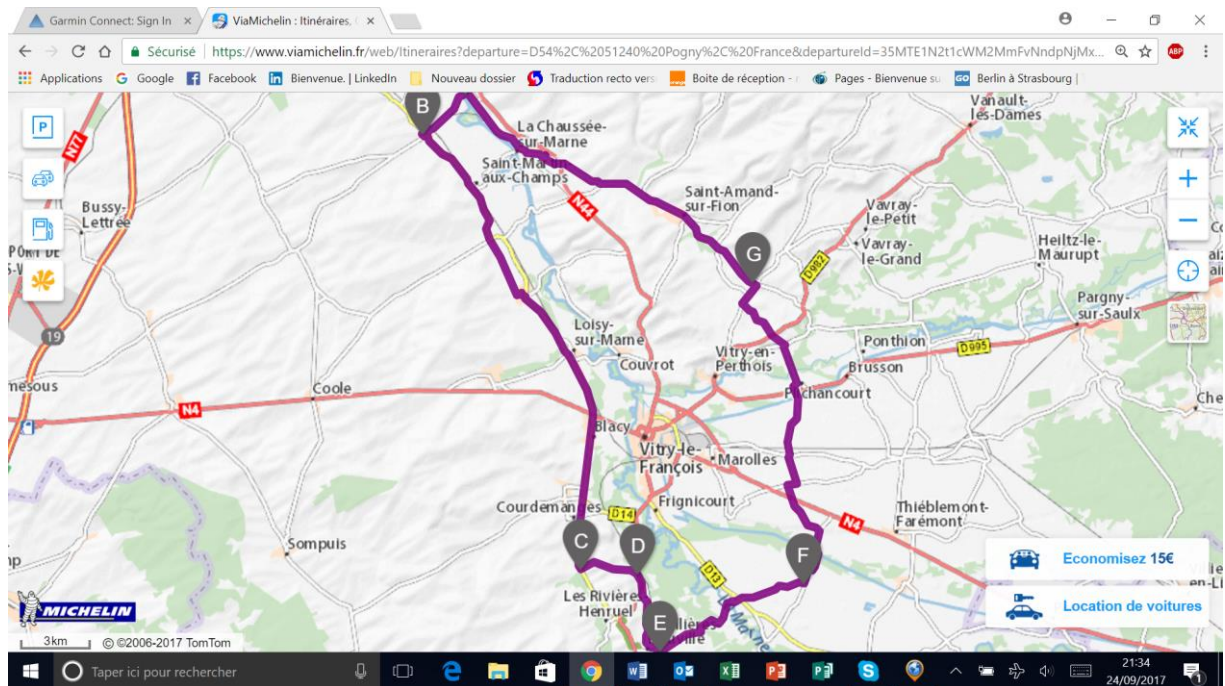 Garmin Connect: Sign In
ViaMichelin : Itinéraires,
Sécurisé
https://www.viamichelin.fr/web/Itineraires?departure=D54%2C%2051240%20Pogny%2C%20France&departureId=35MTE1N2t1cWM2MmFvNndpNjMx...
ABP
Applications
Google
Facebook
Bienvenue. | LinkedIn
Nouveau dossier
Traduction recto vers
Boite de réception -
Pages - Bienvenue su
GO
Berlin à Strasbourg |
P
B
N77
La Chaussée-
sur-Marne
Vanault-
les-Dames
Saint-Martin
aux-Champs
N44
Saint-Amand-
sur-Fion
Bussy-
Lettrée
Vavray-
le-Petit
Vavray-
le-Grand
D982
Heiltz-le-
Maurupt
G
Pargny-
sur-Saulx
19
Loisy-
sur-Marne
Couvrot
Vitry-en-
Perthois
Ponthion
D995
Brusson
Coole
N4
Blacy
Vitry-le-
François
Marolles
Courdemanges
D14
Frignicourt
Thiéblemont-
Farémont
N4
Sompuis
C
D
F
D13
Les Rivières
Henruel
E
Economisez 15€
Location de voitures
MICHELIN
3km
© ©2006-2017 TomTom
Taper ici pour rechercher
21:34
24/09/2017